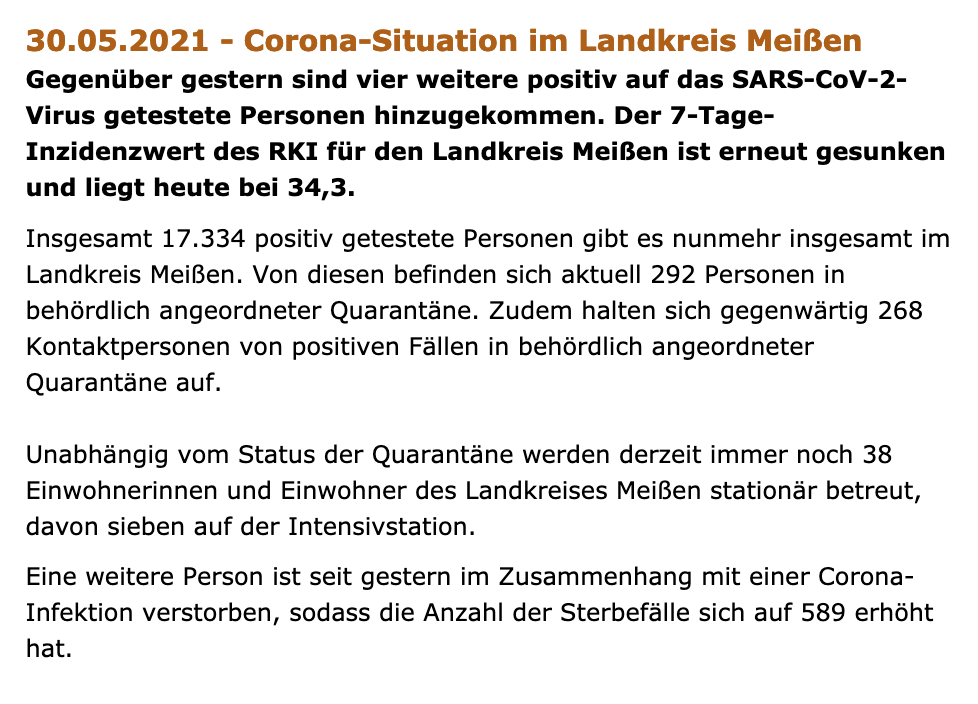 30.05.2021 - Corona-Situation im Landkreis Meißen
Gegenüber gestern sind vier weitere positiv auf das SARS-CoV-2-
Virus getestete Personen hinzugekommen. Der 7-Tage-
Inzidenzwert des RKI für den Landkreis Meißen ist erneut gesunken
und liegt heute bei 34,3.
Insgesamt 17.334 positiv getestete Personen gibt es nunmehr insgesamt im
Landkreis Meißen. Von diesen befinden sich aktuell 292 Personen in
behördlich angeordneter Quarantäne. Zudem halten sich gegenwärtig 268
Kontaktpersonen von positiven Fällen in behördlich angeordneter
Quarantäne auf.
Unabhängig vom Status der Quarantäne werden derzeit immer noch 38
Einwohnerinnen und Einwohner des Landkreises Meißen stationär betreut,
davon sieben auf der Intensivstation.
Eine weitere Person ist seit gestern im Zusammenhang mit einer Corona-
Infektion verstorben, sodass die Anzahl der Sterbefälle sich auf 589 erhöht
hat.